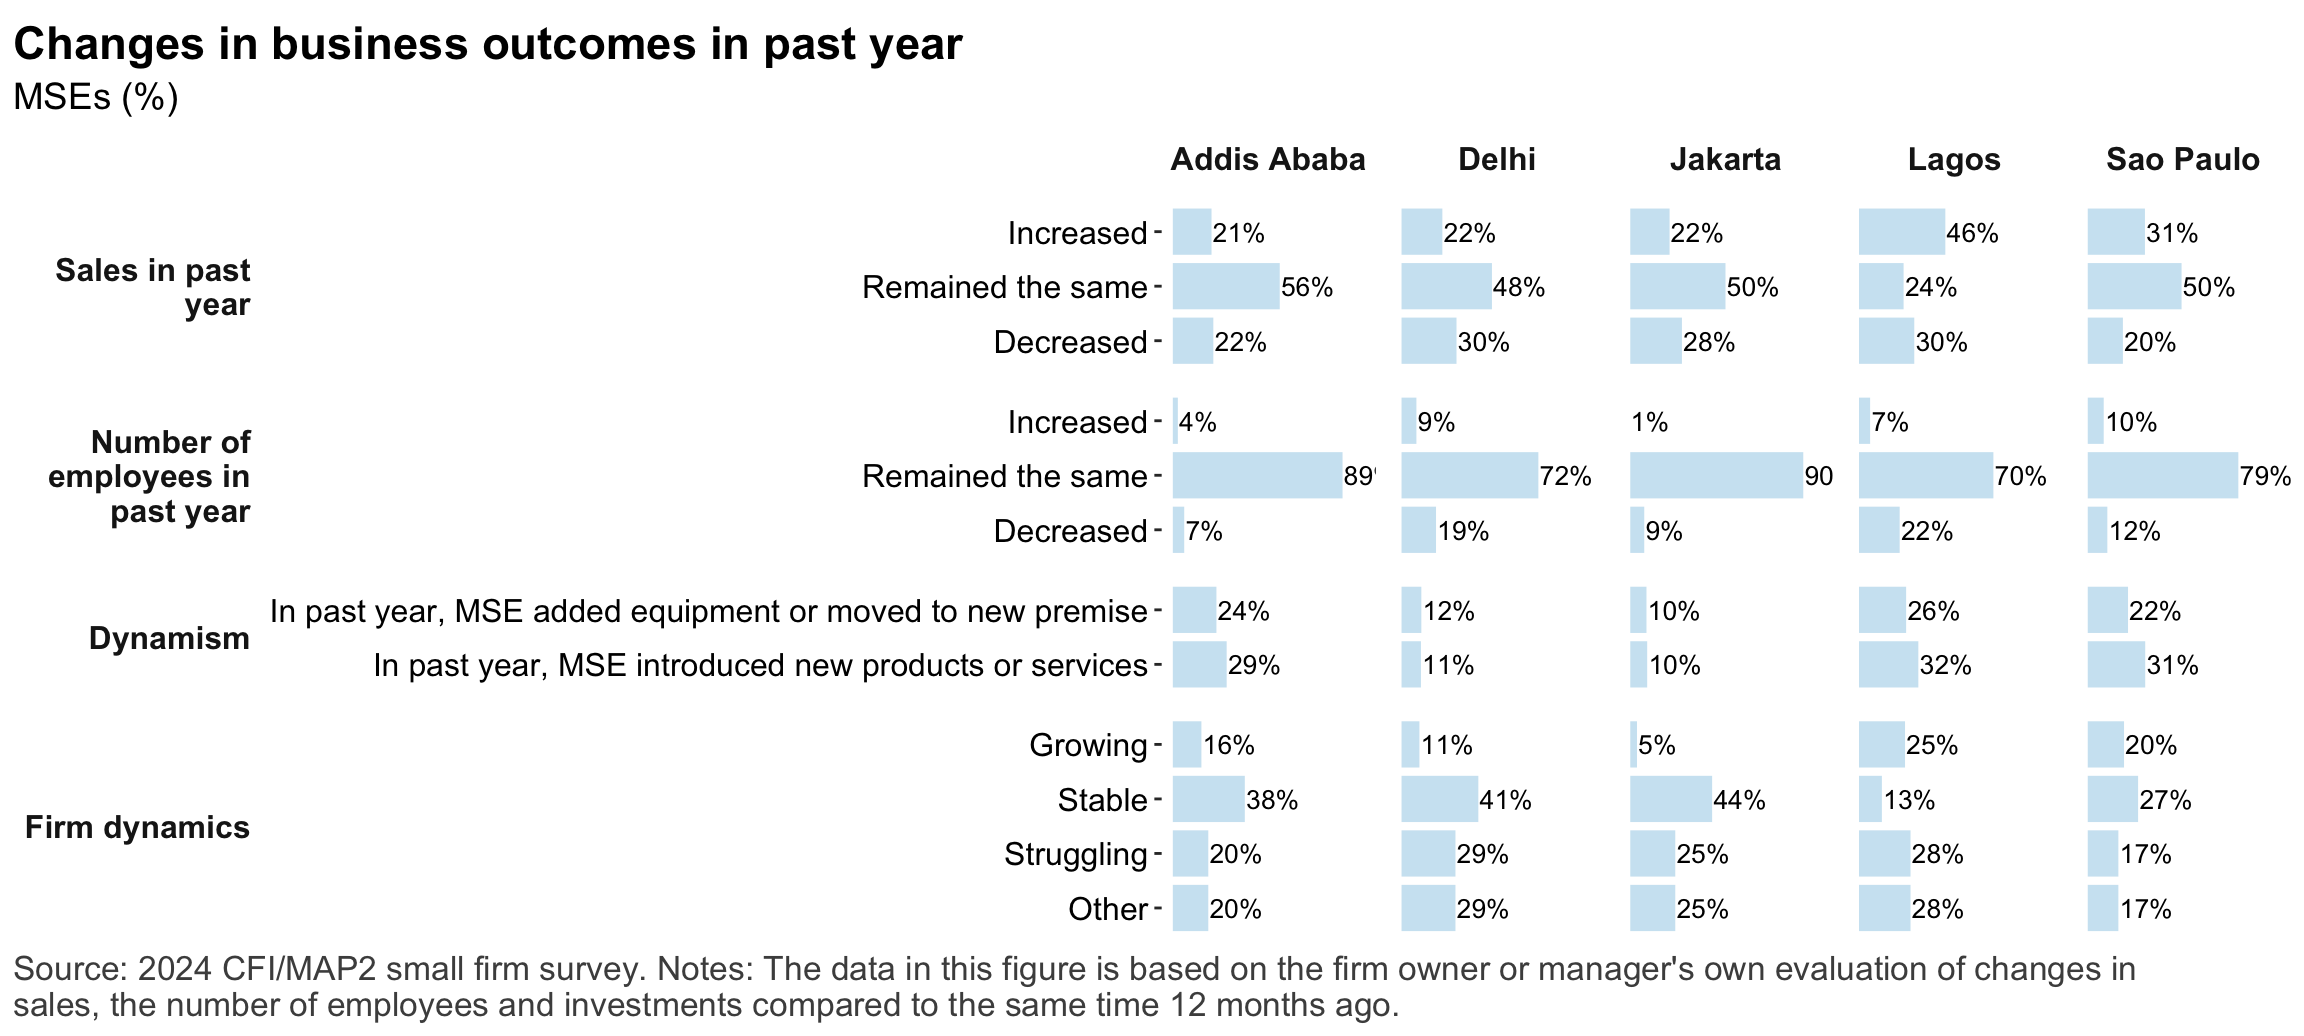 Changes in business outcomes in past year
MSEs (%)
Addis Ababa Delhi Jakarta Lagos Sao Paulo
Sales in past
year
Increased 21% 22% 22% 46% 31%
Remained the same 56% 48% 50% 24% 50%
Decreased 22% 30% 28% 30% 20%
Number of
employees in
past year
Increased 4% 9% 1% 7% 10%
Remained the same 89 72% 90 70% 79%
Decreased 7% 19% 9% 22% 12%
Dynamism
In past year, MSE added equipment or moved to new premise 24% 12% 10% 26% 22%
In past year, MSE introduced new products or services 29% 11% 10% 32% 31%
Firm dynamics
Growing 16% 11% 5% 25% 20%
Stable 38% 41% 44% 13% 27%
Struggling 20% 29% 25% 28% 17%
Other 20% 29% 25% 28% 17%
Source: 2024 CFI/MAP2 small firm survey. Notes: The data in this figure is based on the firm owner or manager's own evaluation of changes in
sales, the number of employees and investments compared to the same time 12 months ago.